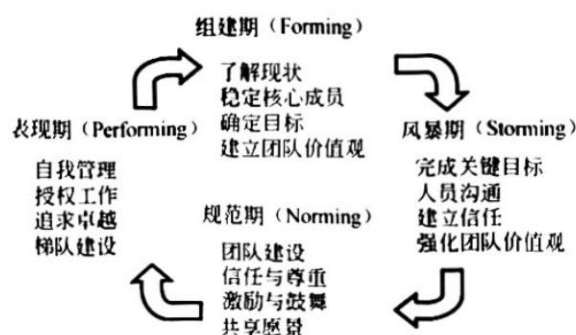 组建期（Forming）
了解现状
稳定核心成员
确定目标
建立团队价值观
风暴期（Storming）
完成关键目标
人员沟通
建立信任
强化团队价值观
规范期（Norming）
团队建设
信任与尊重
激励与鼓舞
共享愿景
表现期（Performing）
自我管理
授权工作
追求卓越
梯队建设